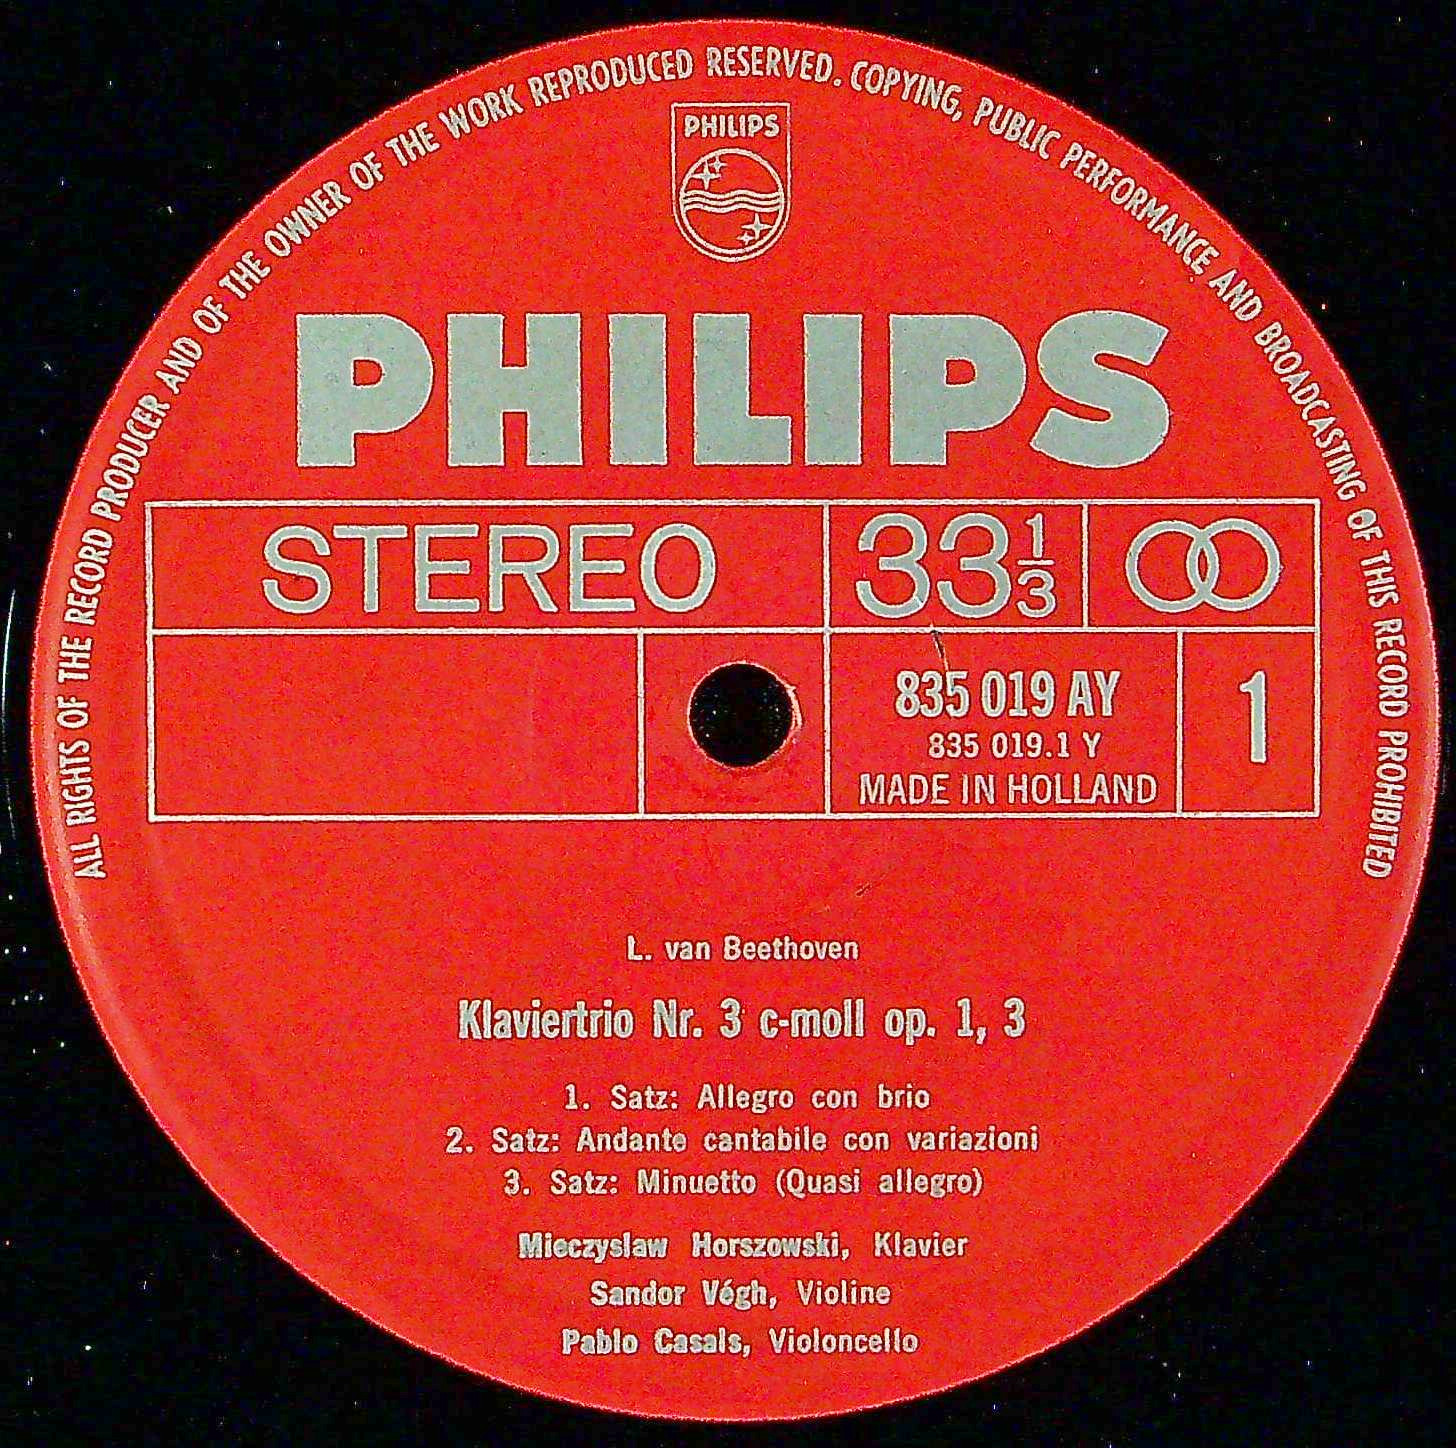 ALL RIGHTS OF THE RECORD PRODUCER AND OF THE OWNER OF THE WORK REPRODUCED RESERVED. COPYING, PUBLIC PERFORMANCE AND BROADCASTING OF THIS RECORD PROHIBITED
PHILIPS
PHILIPS
STEREO 33 1/3
835 019 AY 1
835 019.1 Y
MADE IN HOLLAND
L. van Beethoven
Klaviertrio Nr. 3 c-moll op. 1, 3
1. Satz: Allegro con brio
2. Satz: Andante cantabile con variazioni
3. Satz: Minuetto (Quasi allegro)
Mieczyslaw Horszowski, Klavier
Sandor Végh, Violine
Pablo Casals, Violoncello